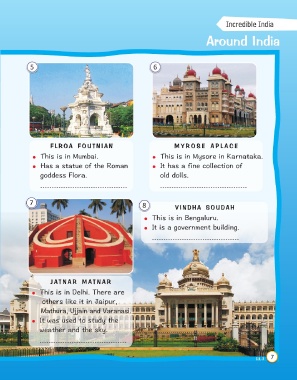 Incredible India
Around India
5
FLROA FOUTNIAN
This is in Mumbai.
Has a statue of the Roman
goddess Flora.
6
MYROSE APLACE
This is in Mysore in Karnataka.
It has a fine collection of
old dolls.
7
JATNAR MATNAR
This is in Delhi. There are
others like it in Jaipur,
Mathura, Ujjain and Varanasi.
It was used to study the
weather and the sky.
8
VINDHA SOUDAH
This is in Bengaluru.
It is a government building.
7